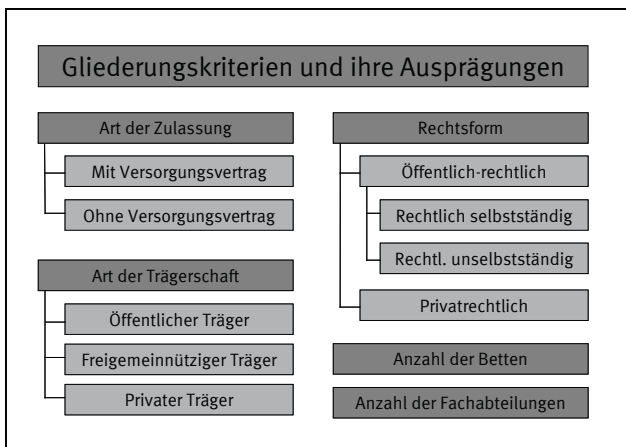 Gliederungskriterien und ihre Ausprägungen
Art der Zulassung
Mit Versorgungsvertrag
Ohne Versorgungsvertrag
Art der Trägerschaft
Öffentlicher Träger
Freigemeinnütziger Träger
Privater Träger
Rechtsform
Öffentlich-rechtlich
Rechtlich selbstständig
Rechtl. unselbstständig
Privatrechtlich
Anzahl der Betten
Anzahl der Fachabteilungen